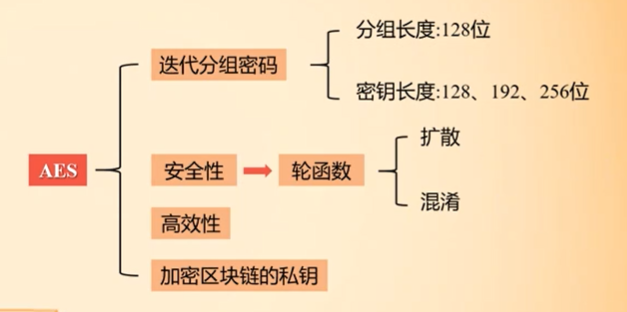 分组长度:128位
迭代分组密码
密钥长度:128、192、256位
扩散
AES
安全性
轮函数
混淆
高效性
加密区块链的私钥